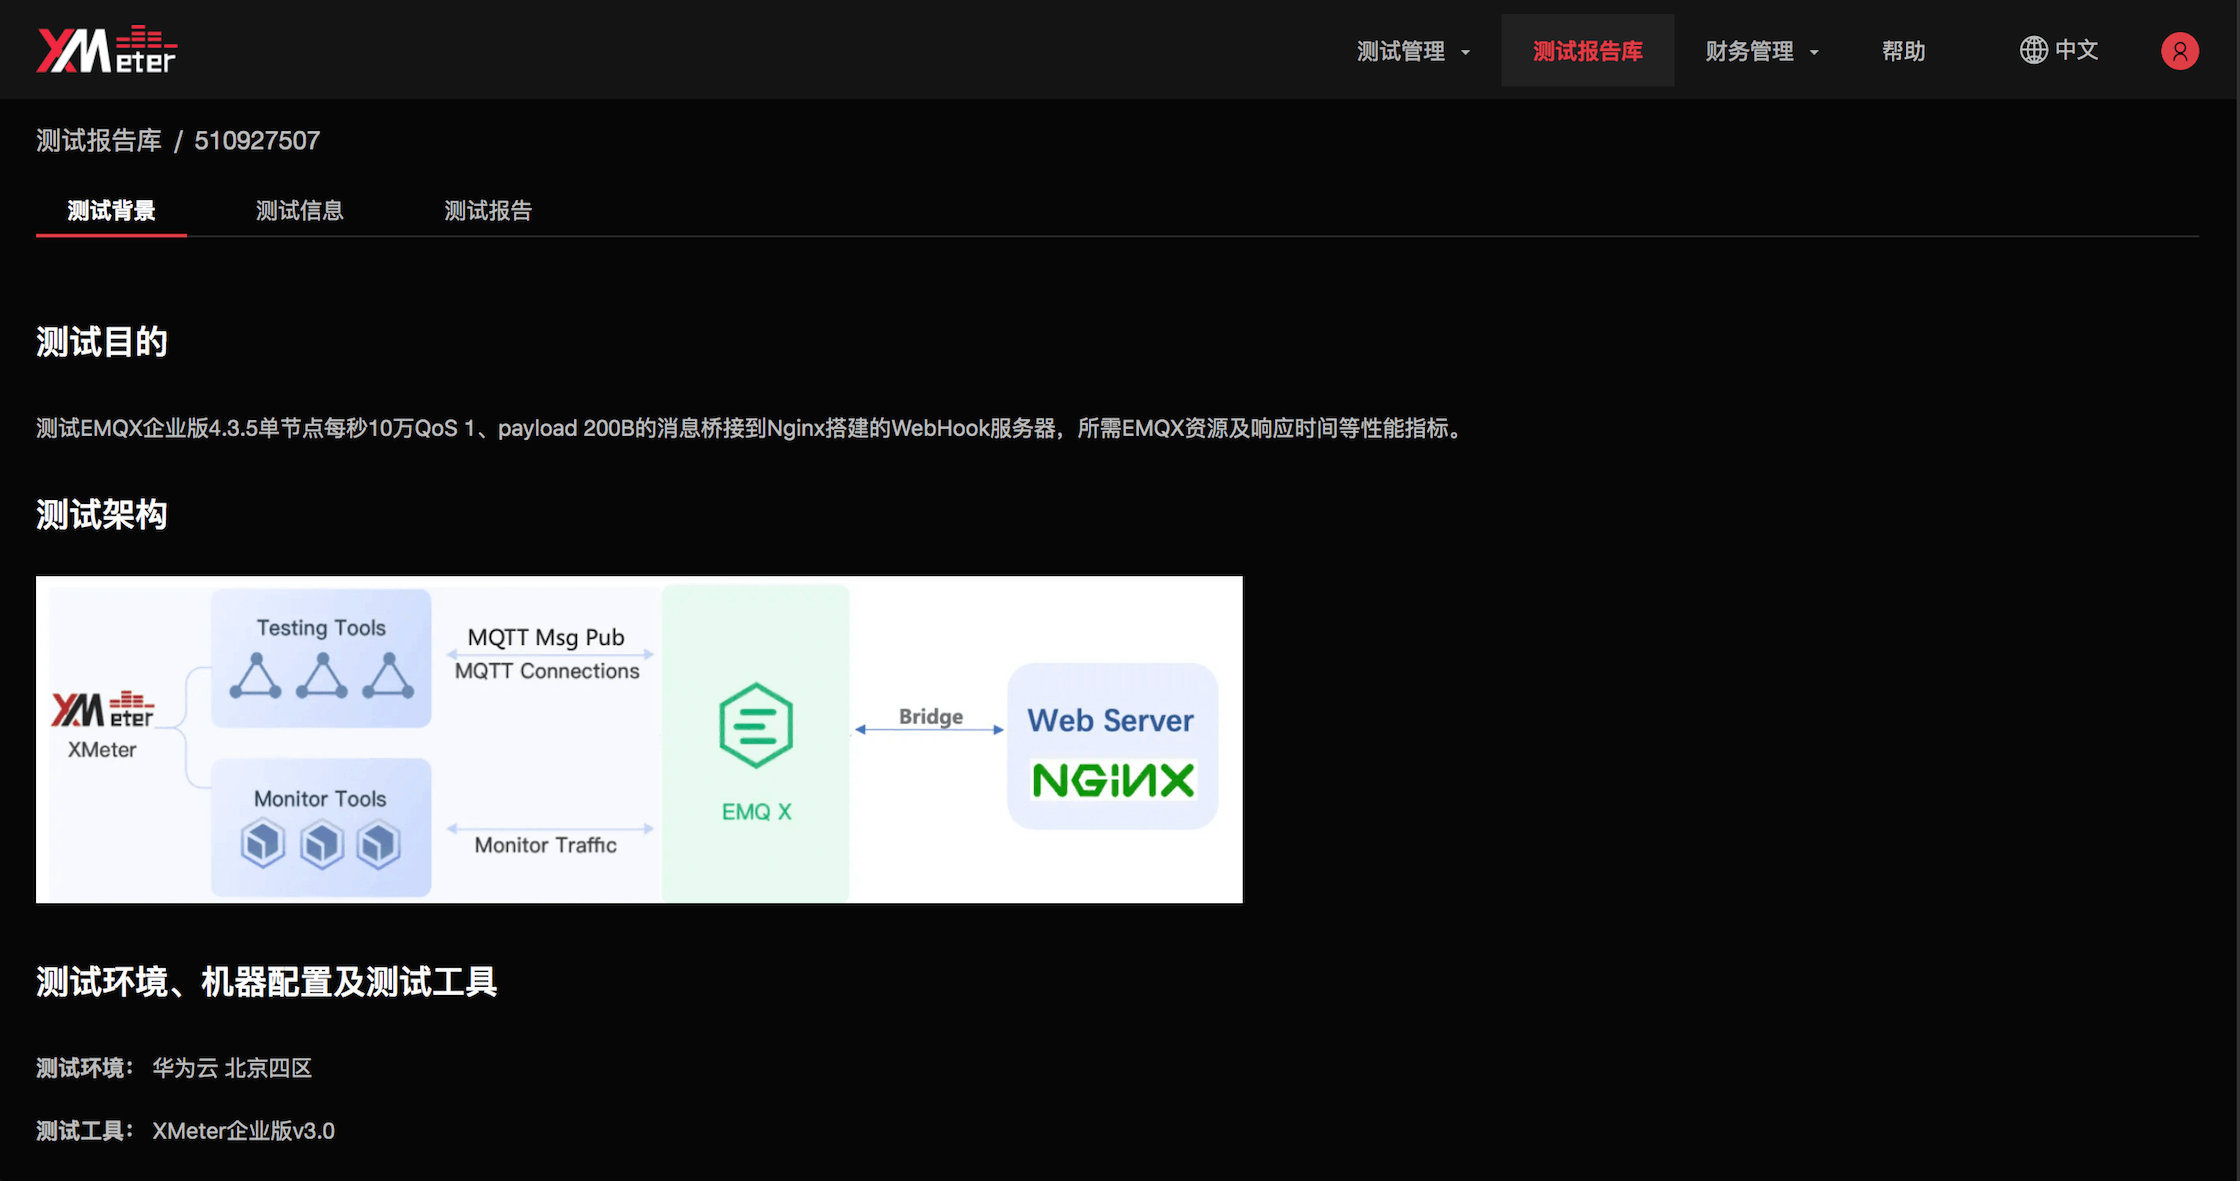 XMeter
测试管理
测试报告库
财务管理
帮助
中文
测试报告库 / 510927507
测试背景
测试信息
测试报告
测试目的
测试EMQX企业版4.3.5单节点每秒10万QoS 1、payload 200B的消息桥接到Nginx搭建的WebHook服务器，所需EMQX资源及响应时间等性能指标。
测试架构
Testing Tools
MQTT Msg Pub
MQTT Connections
XMeter
XMeter
Monitor Tools
Monitor Traffic
EMQ X
Bridge
Web Server
NGiNX
测试环境、机器配置及测试工具
测试环境： 华为云 北京四区
测试工具： XMeter企业版v3.0